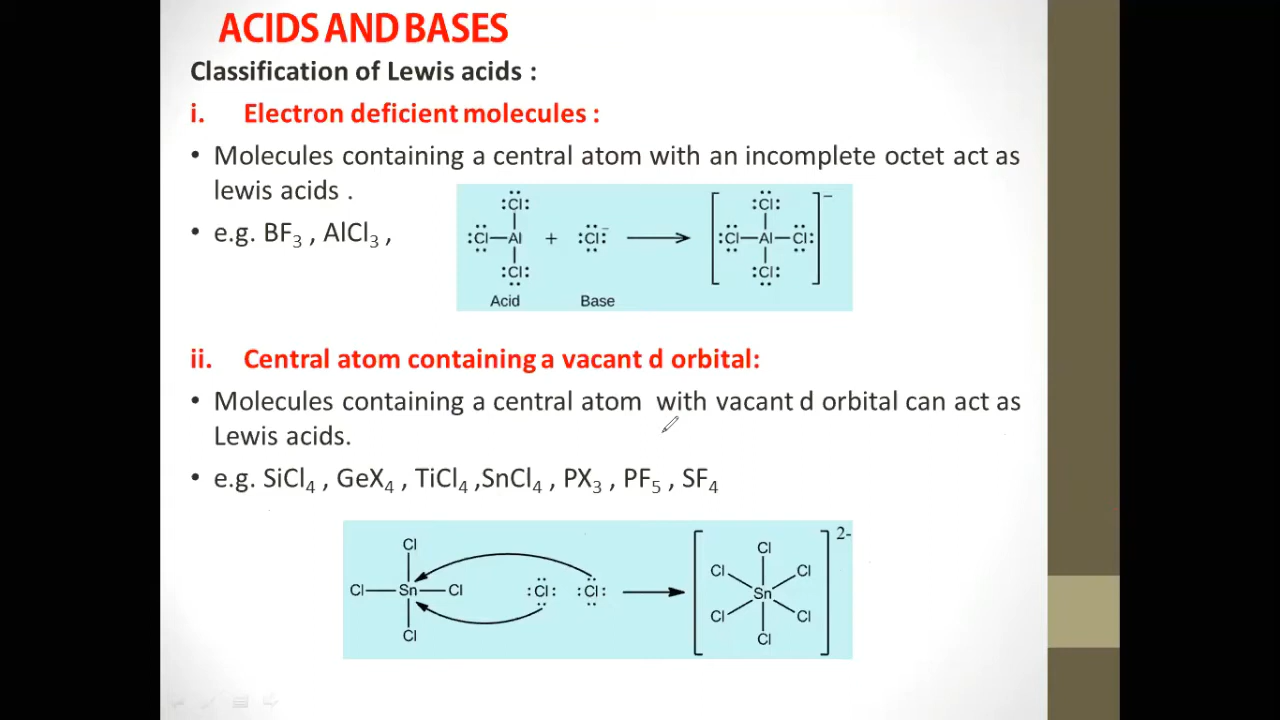 ACIDS AND BASES
Classification of Lewis acids :
i. Electron deficient molecules :
• Molecules containing a central atom with an incomplete octet act as
lewis acids .
• e.g. BF3 , AlCl3 ,
:Cl: :Cl: –
:Cl—Al + :Cl: – :Cl—Al—Cl:
:Cl: :Cl:
Acid Base
ii. Central atom containing a vacant d orbital:
• Molecules containing a central atom with vacant d orbital can act as
Lewis acids.
• e.g. SiCl4 , GeX4 , TiCl4 ,SnCl4 , PX3 , PF5 , SF4
2-
Cl Cl
Cl Cl
Cl—Sn—Cl :Cl: :Cl: Sn
Cl Cl
Cl Cl